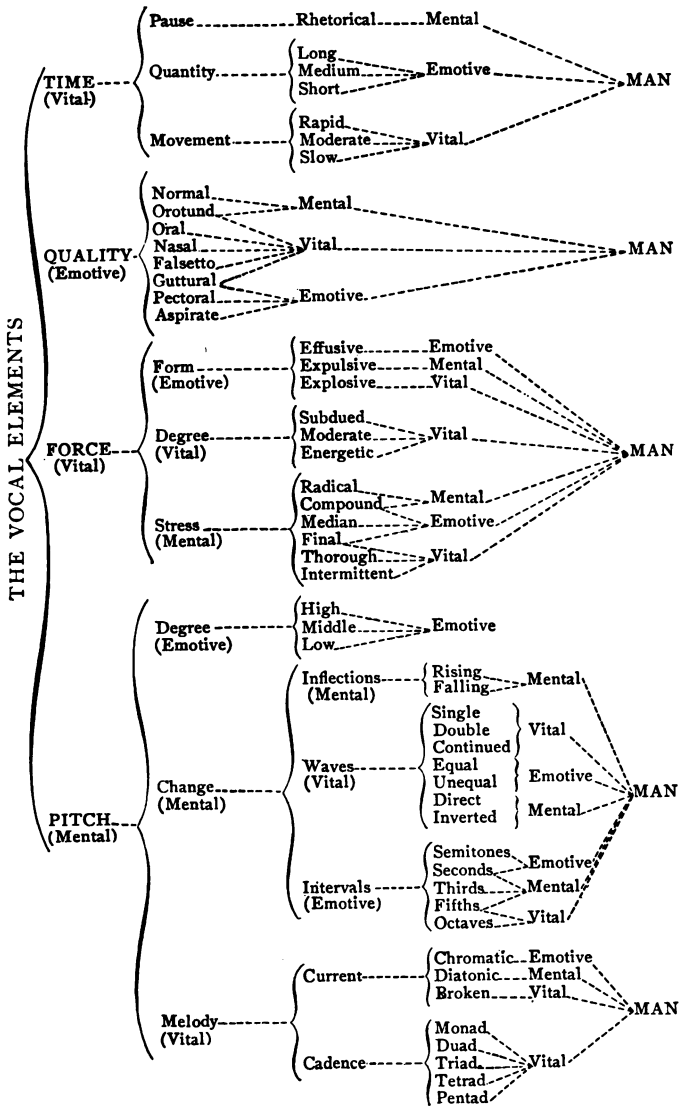 THE VOCAL ELEMENTS
TIME
(Vital)
Pause Rhetorical Mental
Quantity
Long
Medium
Short
Emotive
MAN
Movement
Rapid
Moderate
Slow
Vital
QUALITY
(Emotive)
Normal
Orotund
Oral
Nasal
Falsetto
Guttural
Pectoral
Aspirate
Mental
Vital
Emotive
MAN
FORCE
(Vital)
Form
(Emotive)
Effusive Emotive
Expulsive Mental
Explosive Vital
Degree
(Vital)
Subdued
Moderate
Energetic
Vital
MAN
Stress
(Mental)
Radical
Compound
Median
Final
Thorough
Intermittent
Mental
Emotive
Vital
PITCH
(Mental)
Degree
(Emotive)
High
Middle
Low
Emotive
Change
(Mental)
Inflections
(Mental)
Rising
Falling
Mental
Waves
(Vital)
Single
Double
Continued
Equal
Unequal
Direct
Inverted
Vital
Emotive
Mental
MAN
Intervals
(Emotive)
Semitones
Seconds
Thirds
Fifths
Octaves
Emotive
Mental
Vital
Melody
(Vital)
Current
Chromatic Emotive
Diatonic Mental
Broken Vital
MAN
Cadence
Monad
Duad
Triad
Tetrad
Pentad
Vital